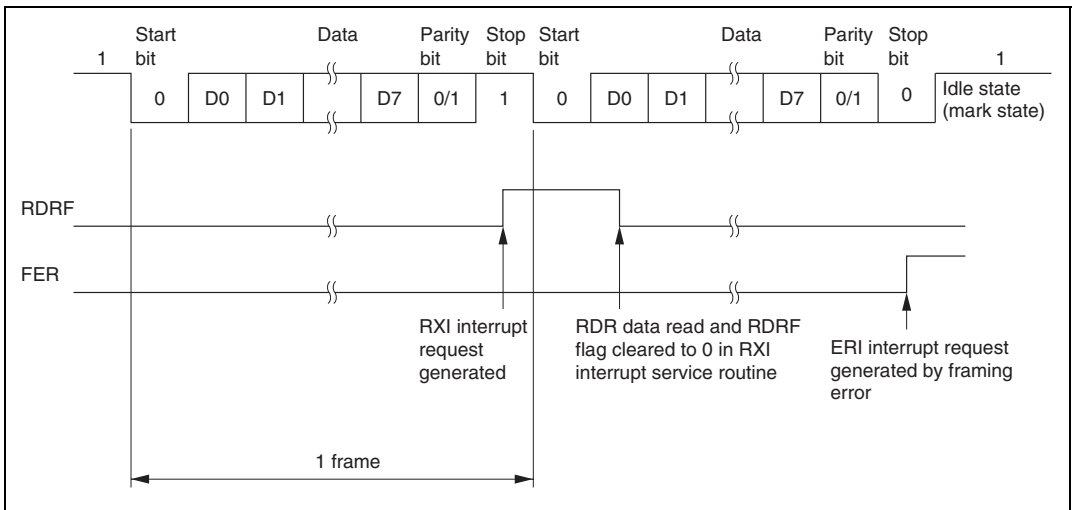 Start Data Parity Stop Start Data Parity Stop
1 bit bit bit bit bit bit 1
0 D0 D1 D7 0/1 1 0 D0 D1 D7 0/1 0 Idle state
(mark state)
RDRF
FER
RXI interrupt
request
generated
RDR data read and RDRF
flag cleared to 0 in RXI
interrupt service routine
ERI interrupt request
generated by framing
error
1 frame